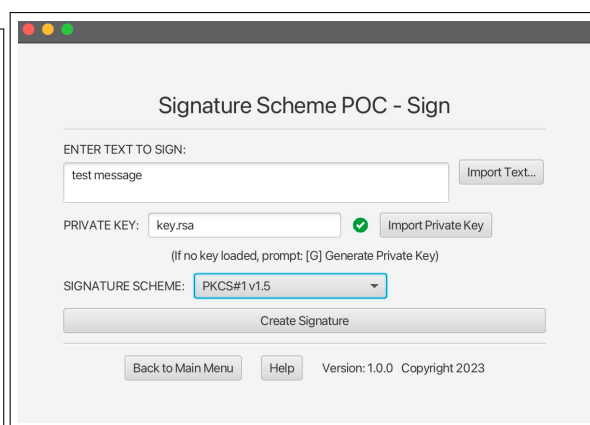 Signature Scheme POC - Sign
ENTER TEXT TO SIGN:
test message
Import Text...
PRIVATE KEY:
key.rsa
Import Private Key
(If no key loaded, prompt: [G] Generate Private Key)
SIGNATURE SCHEME:
PKCS#1 v1.5
Create Signature
Back to Main Menu
Help
Version: 1.0.0 Copyright 2023